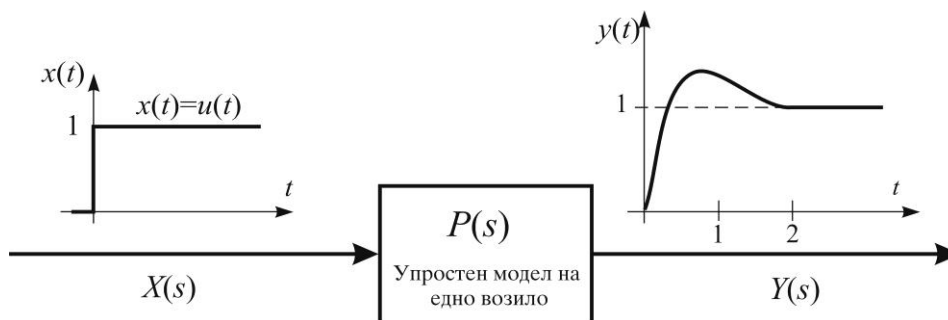 x(t)
x(t)=u(t)
1
t
X(s)
P(s)
Упростен модел на
едно возило
y(t)
1
t
1 2
Y(s)